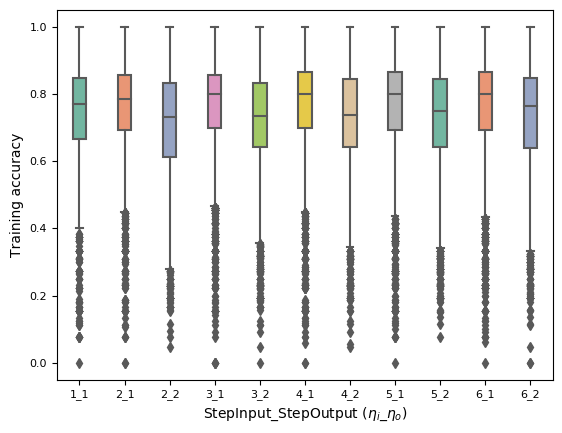 1.0
0.8
0.6
0.4
0.2
0.0
Training accuracy
1_1 2_1 2_2 3_1 3_2 4_1 4_2 5_1 5_2 6_1 6_2
StepInput_StepOutput (η_i_η_o)